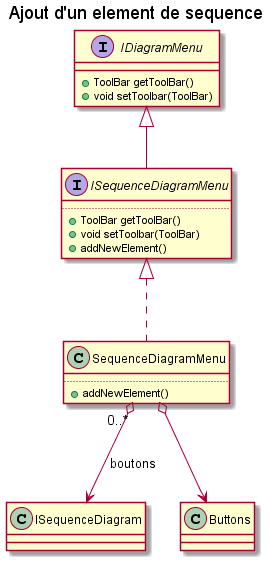 Ajout d'un element de sequence
I IDiagramMenu
ToolBar getToolBar()
void setToolbar(ToolBar)
I ISequenceDiagramMenu
ToolBar getToolBar()
void setToolbar(ToolBar)
addNewElement()
C SequenceDiagramMenu
addNewElement()
0..*
boutons
C ISequenceDiagram
C Buttons